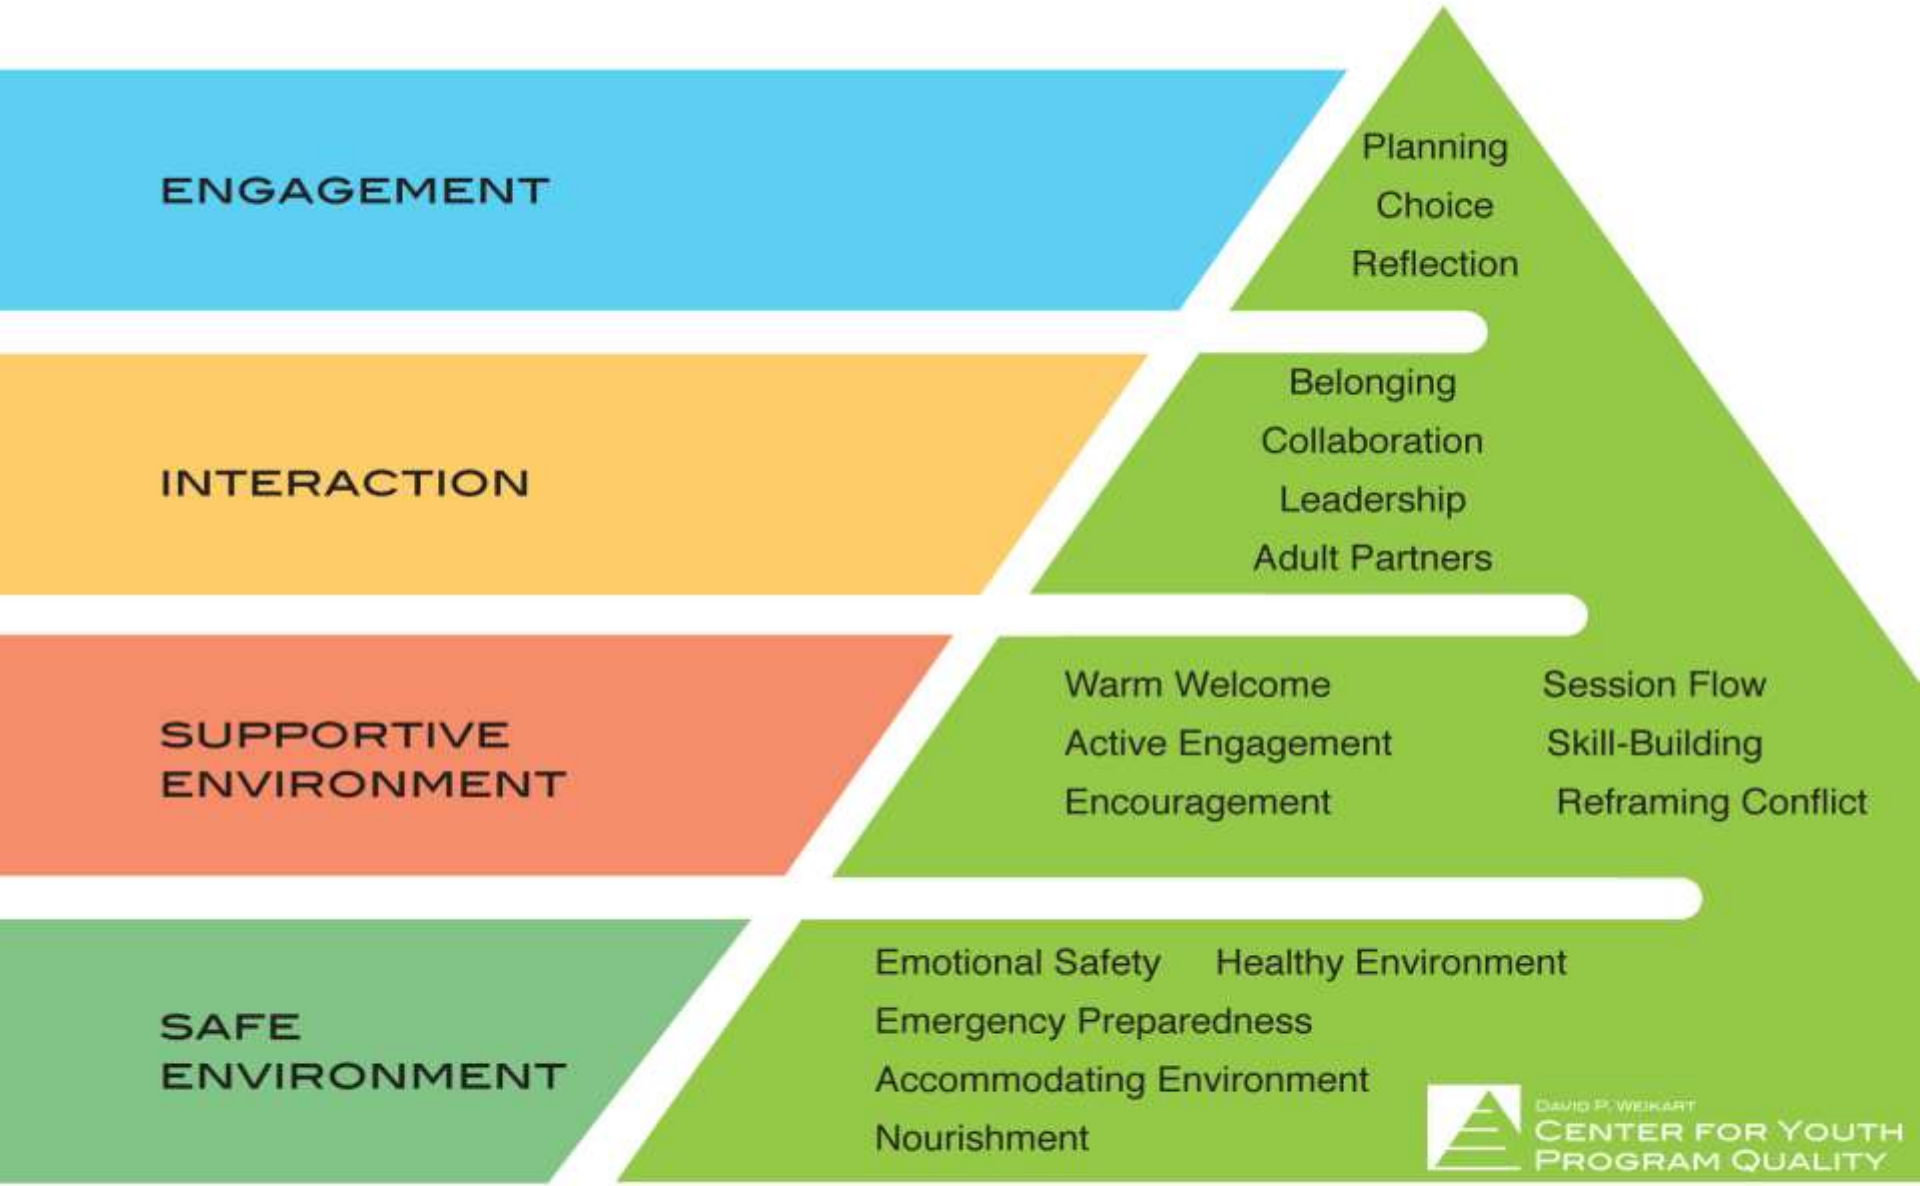 ENGAGEMENT
Planning
Choice
Reflection
INTERACTION
Belonging
Collaboration
Leadership
Adult Partners
SUPPORTIVE
ENVIRONMENT
Warm Welcome
Active Engagement
Encouragement
Session Flow
Skill-Building
Reframing Conflict
SAFE
ENVIRONMENT
Emotional Safety Healthy Environment
Emergency Preparedness
Accommodating Environment
Nourishment
DAVID P. WEIKART
CENTER FOR YOUTH
PROGRAM QUALITY